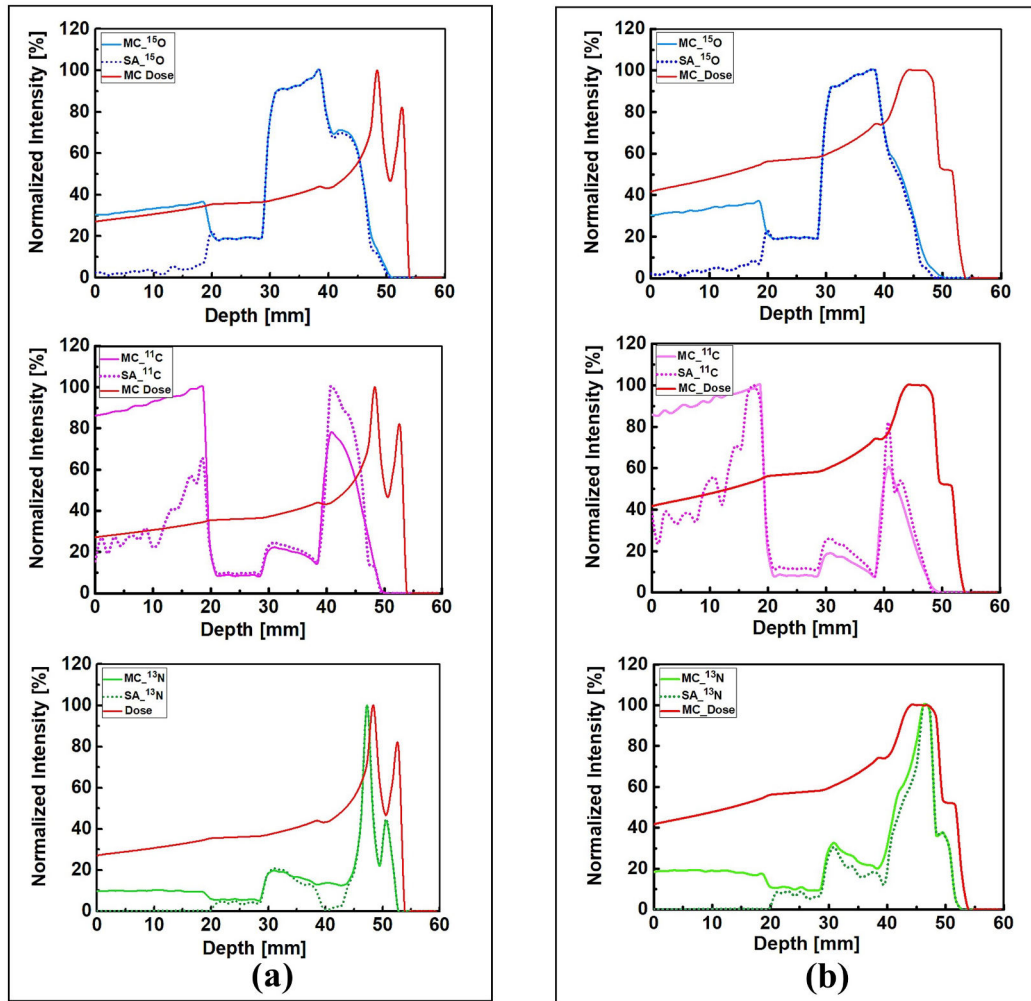 Normalized Intensity [%]
120
100
80
60
40
20
0
MC_¹⁵O
SA_¹⁵O
MC Dose
0 10 20 30 40 50 60
Depth [mm]
Normalized Intensity [%]
120
100
80
60
40
20
0
MC_¹¹C
SA_¹¹C
MC Dose
0 10 20 30 40 50 60
Depth [mm]
Normalized Intensity [%]
120
100
80
60
40
20
0
MC_¹³N
SA_¹³N
Dose
0 10 20 30 40 50 60
Depth [mm]
(a)
Normalized Intensity [%]
120
100
80
60
40
20
0
MC_¹⁵O
SA_¹⁵O
MC_Dose
0 10 20 30 40 50 60
Depth [mm]
Normalized Intensity [%]
120
100
80
60
40
20
0
MC_¹¹C
SA_¹¹C
MC_Dose
0 10 20 30 40 50 60
Depth [mm]
Normalized Intensity [%]
120
100
80
60
40
20
0
MC_¹³N
SA_¹³N
MC_Dose
0 10 20 30 40 50 60
Depth [mm]
(b)